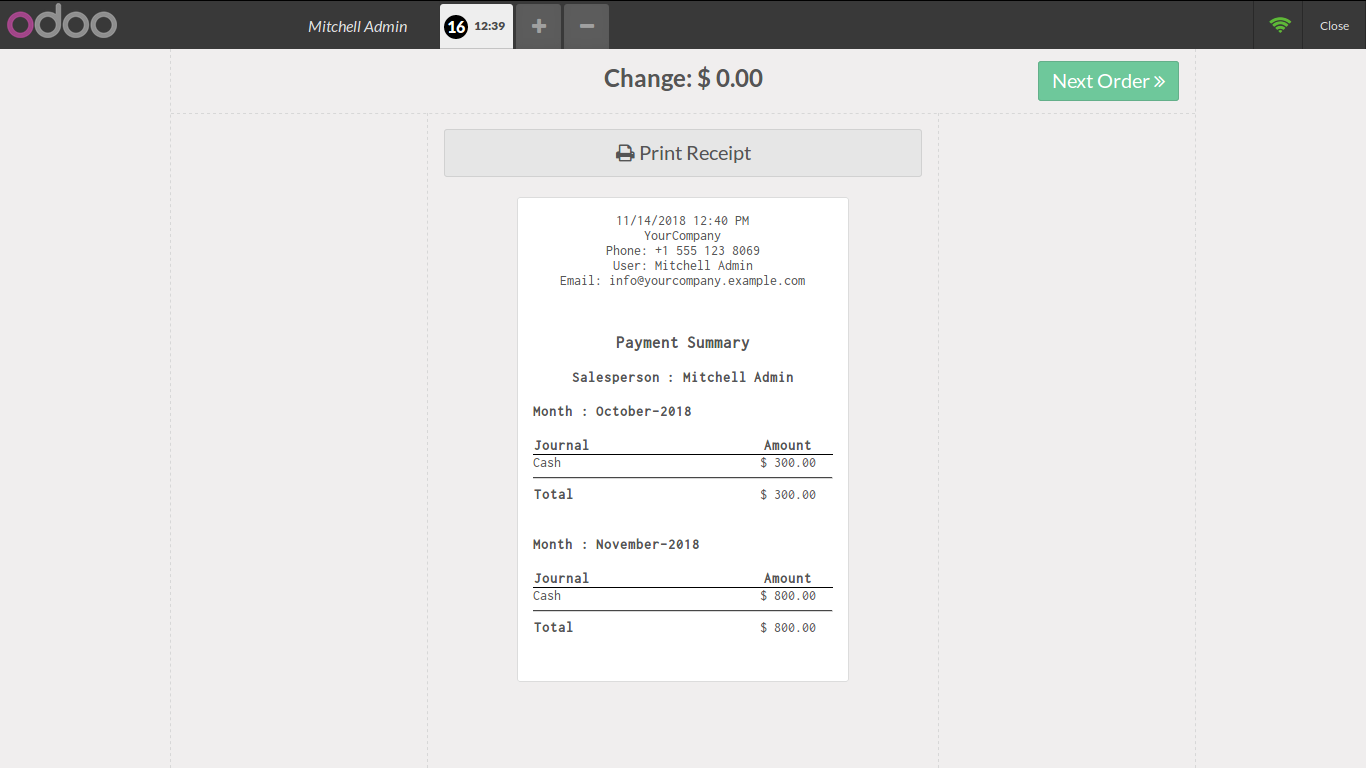 odoo
Mitchell Admin
16 12:39
Close
Change: $ 0.00
Next Order
Print Receipt
11/14/2018 12:40 PM
YourCompany
Phone: +1 555 123 8069
User: Mitchell Admin
Email: info@yourcompany.example.com
Payment Summary
Salesperson : Mitchell Admin
Month : October-2018
Journal Amount
Cash $ 300.00
Total $ 300.00
Month : November-2018
Journal Amount
Cash $ 800.00
Total $ 800.00